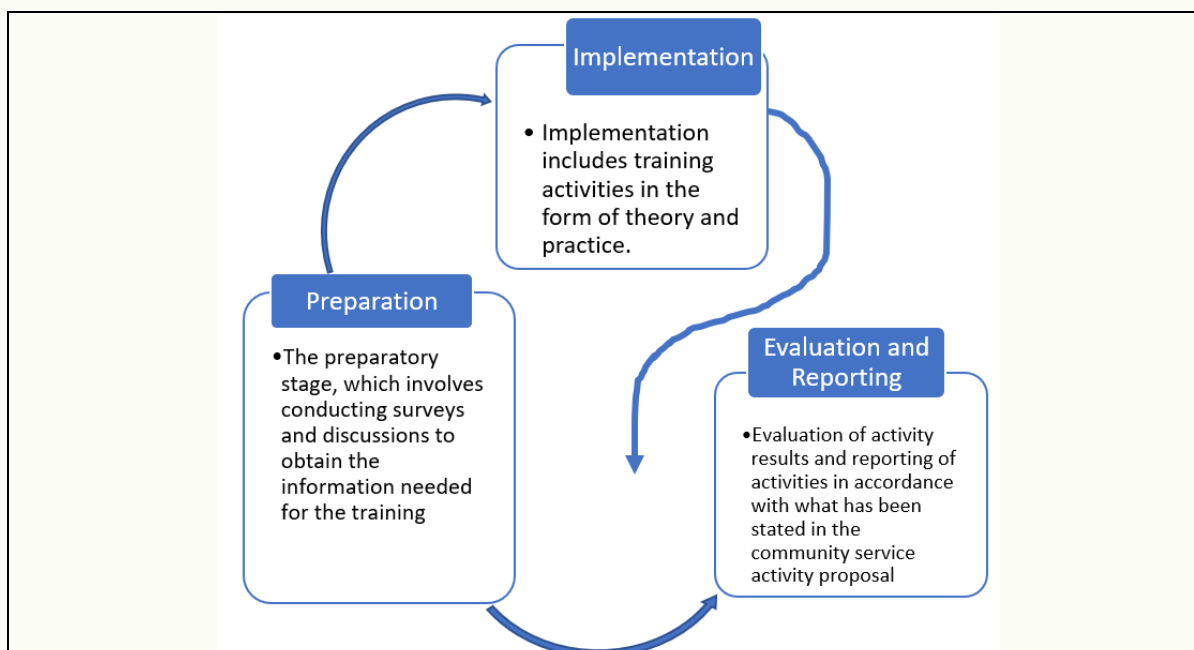 Implementation
• Implementation
includes training
activities in the
form of theory and
practice.
Preparation
•The preparatory
stage, which involves
conducting surveys
and discussions to
obtain the
information needed
for the training
Evaluation and
Reporting
•Evaluation of activity
results and reporting of
activities in accordance
with what has been
stated in the
community service
activity proposal